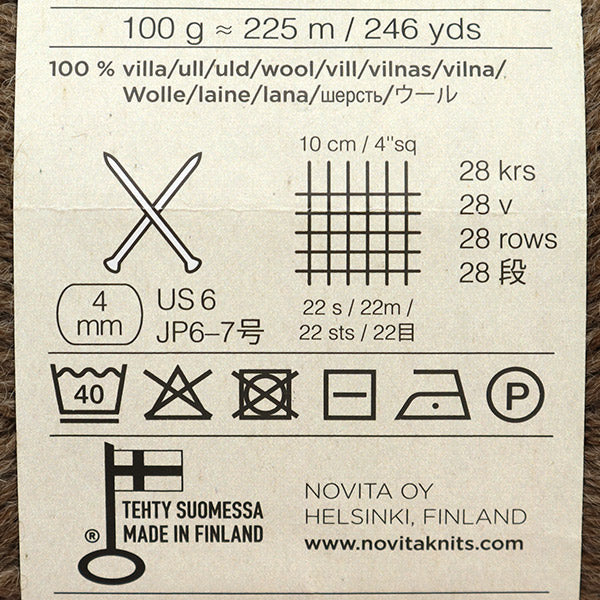 100 g ≈ 225 m / 246 yds
100 % villa/ull/uld/wool/vill/vilnas/vilna/
Wolle/laine/lana/шерсть/ウール
10 cm / 4"sq
28 krs
28 v
28 rows
28 段
4
mm
US 6
JP6–7号
22 s / 22m /
22 sts / 22目
40
P
TEHTY SUOMESSA
® MADE IN FINLAND
NOVITA OY
HELSINKI, FINLAND
www.novitaknits.com